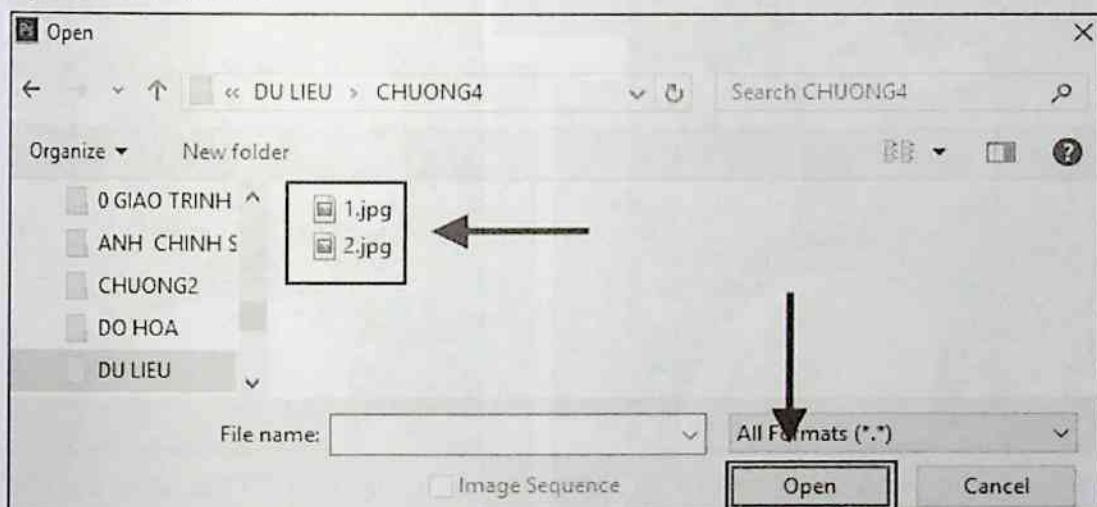 Open
« DU LIEU > CHUONG4
Search CHUONG4
Organize
New folder
0 GIAO TRINH
ANH CHINH S
CHUONG2
DO HOA
DU LIEU
1.jpg
2.jpg
File name:
All Formats (*.*)
Image Sequence
Open
Cancel